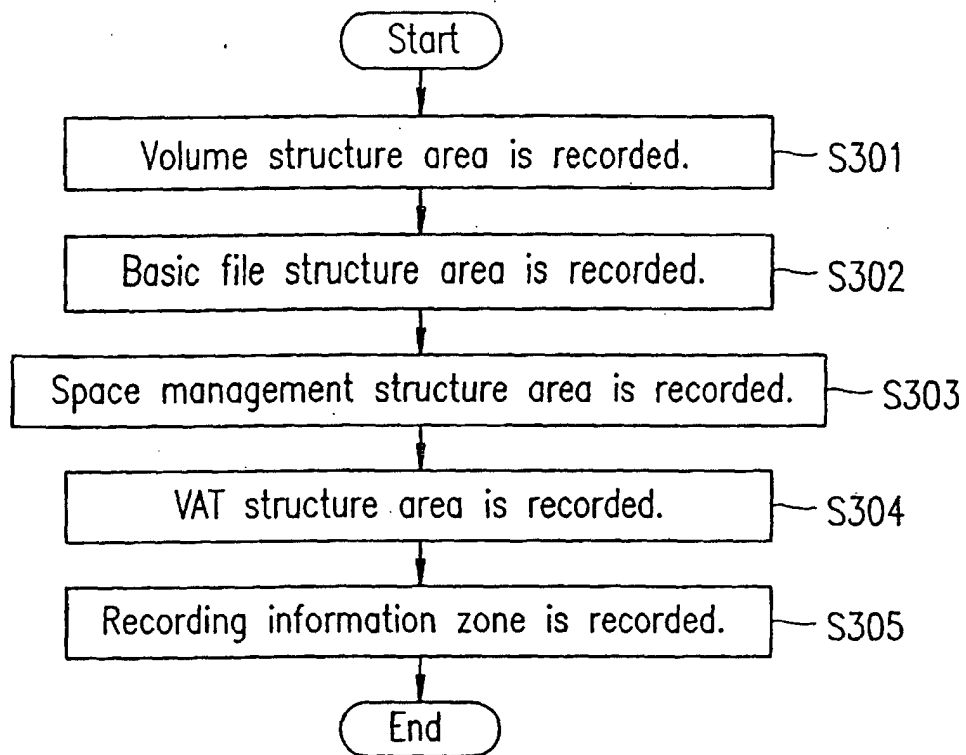 Start
Volume structure area is recorded.
S301
Basic file structure area is recorded.
S302
Space management structure area is recorded.
S303
VAT structure area is recorded.
S304
Recording information zone is recorded.
S305
End